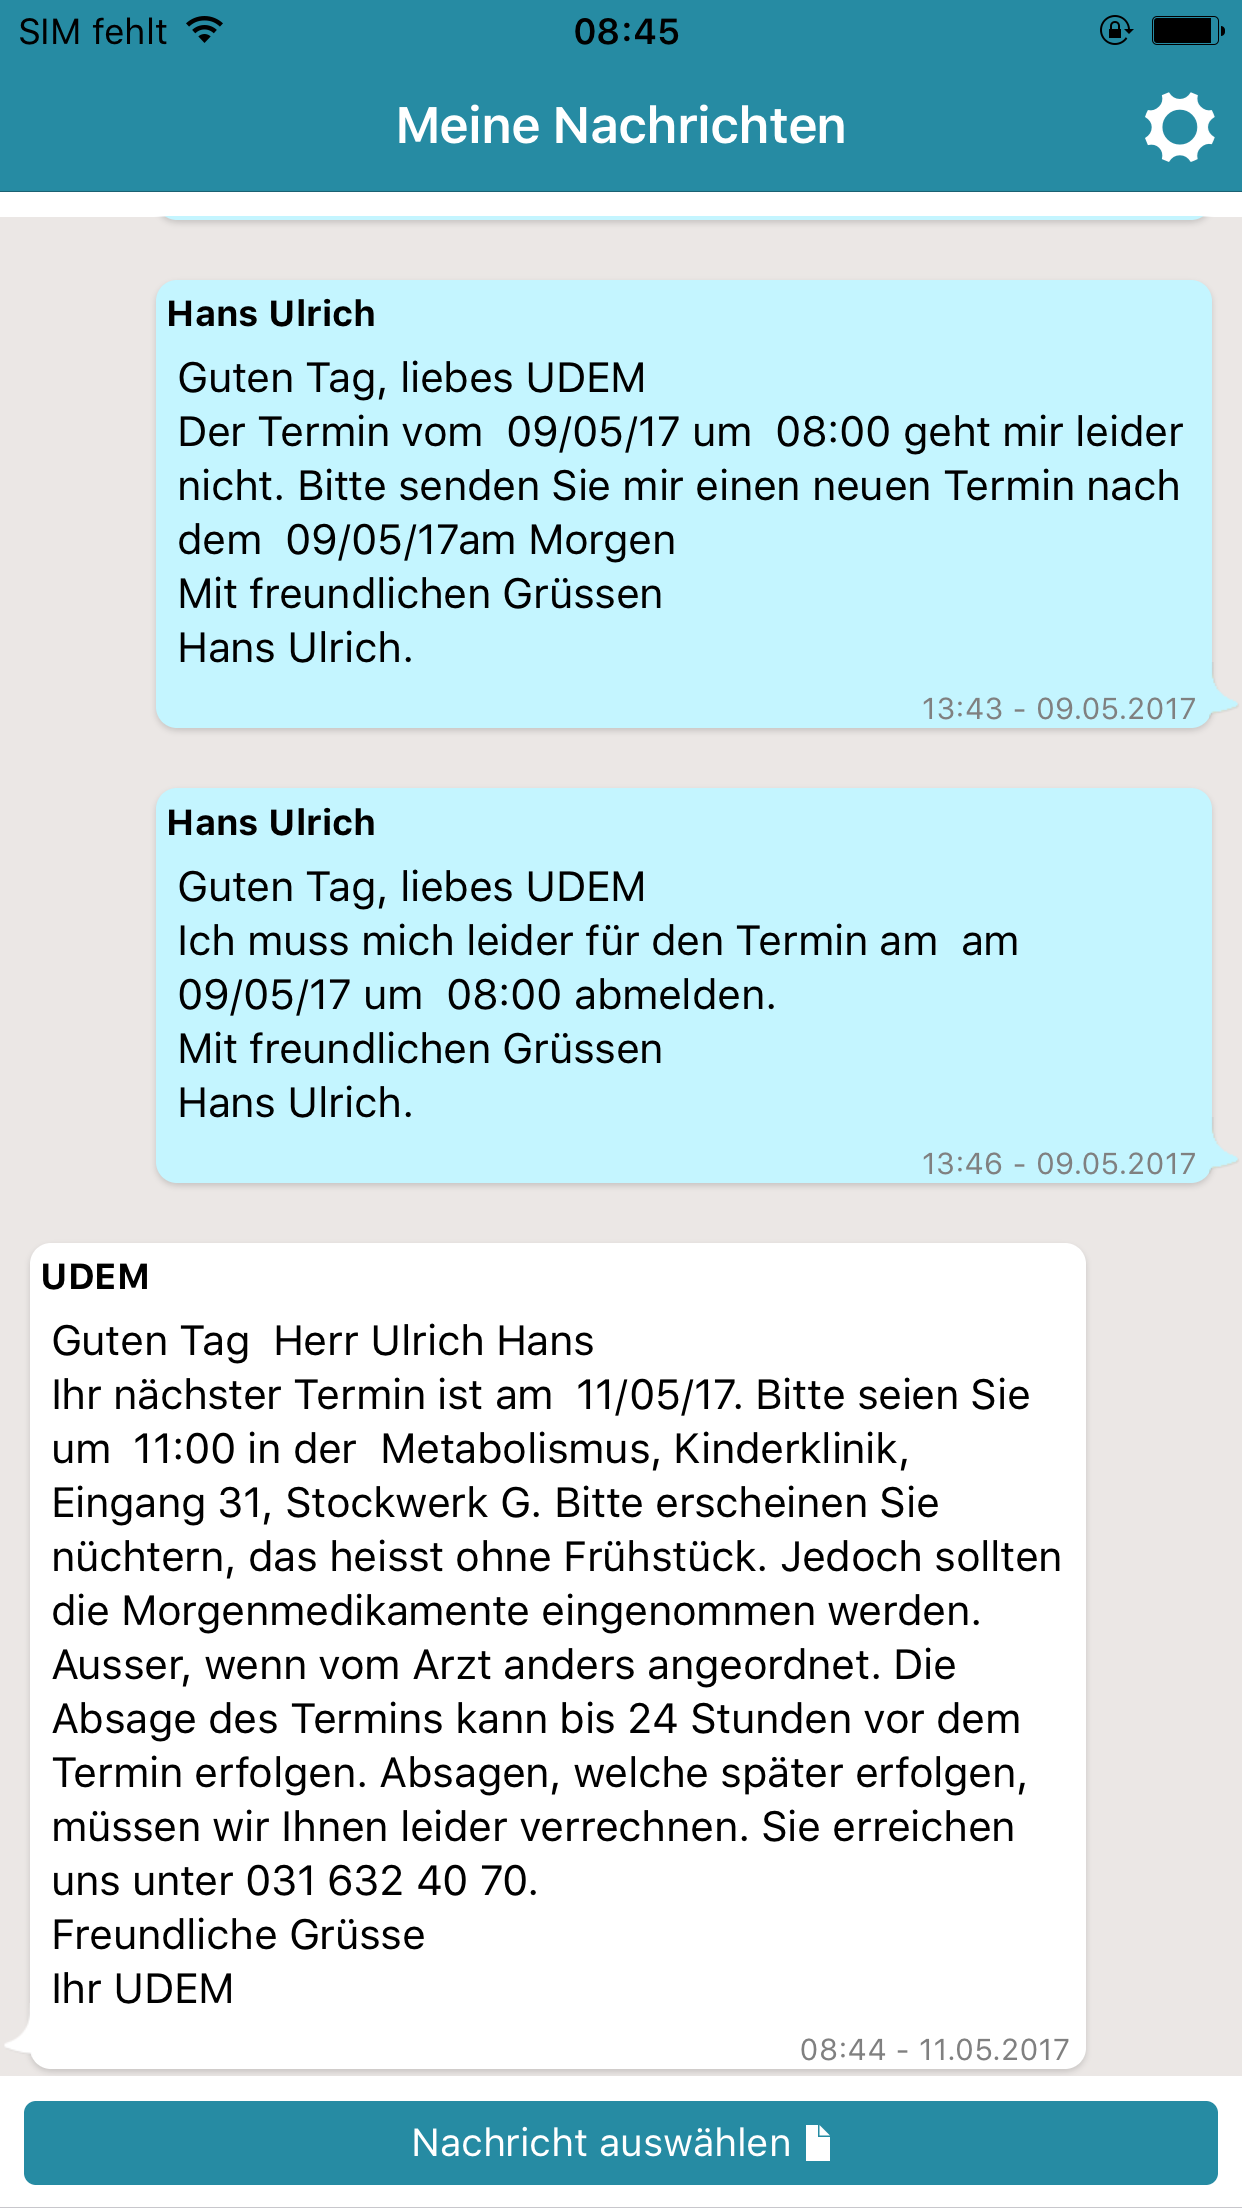 SIM fehlt
08:45
Meine Nachrichten
Hans Ulrich
Guten Tag, liebes UDEM
Der Termin vom  09/05/17 um  08:00 geht mir leider
nicht. Bitte senden Sie mir einen neuen Termin nach
dem  09/05/17am Morgen
Mit freundlichen Grüssen
Hans Ulrich.
13:43 - 09.05.2017
Hans Ulrich
Guten Tag, liebes UDEM
Ich muss mich leider für den Termin am  am
09/05/17 um  08:00 abmelden.
Mit freundlichen Grüssen
Hans Ulrich.
13:46 - 09.05.2017
UDEM
Guten Tag  Herr Ulrich Hans
Ihr nächster Termin ist am  11/05/17. Bitte seien Sie
um  11:00 in der  Metabolismus, Kinderklinik,
Eingang 31, Stockwerk G. Bitte erscheinen Sie
nüchtern, das heisst ohne Frühstück. Jedoch sollten
die Morgenmedikamente eingenommen werden.
Ausser, wenn vom Arzt anders angeordnet. Die
Absage des Termins kann bis 24 Stunden vor dem
Termin erfolgen. Absagen, welche später erfolgen,
müssen wir Ihnen leider verrechnen. Sie erreichen
uns unter 031 632 40 70.
Freundliche Grüsse
Ihr UDEM
08:44 - 11.05.2017
Nachricht auswählen